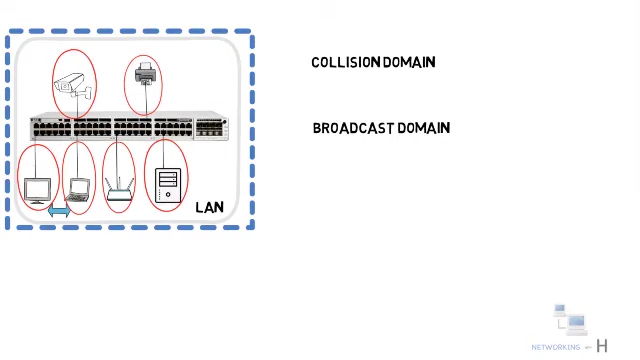 COLLISION DOMAIN
BROADCAST DOMAIN
LAN
NETWORKING
H